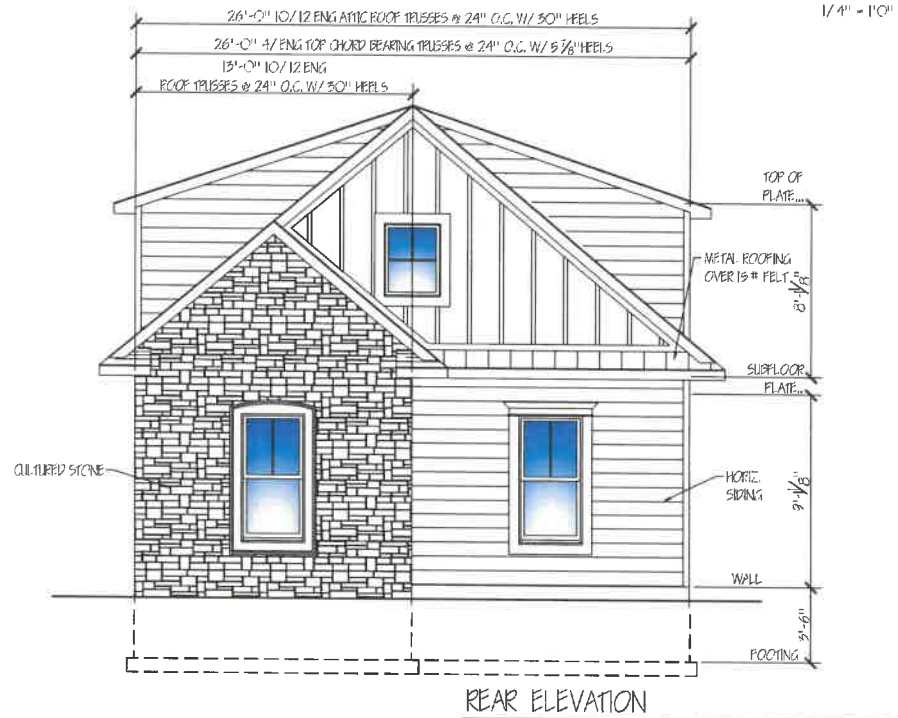 1/4" = 1'0"
26'-0" 10/12 ENG ATTIC ROOF TRUSSES @ 24" O.C. W/ 30" HEELS
26'-0" 4/ ENG TOP CHORD BEARING TRUSSES @ 24" O.C. W/ 5 7/8" HEELS
13'-0" 10/12 ENG
ROOF TRUSSES @ 24" O.C. W/ 30" HEELS
TOP OF
PLATE...
METAL ROOFING
OVER 15# FELT
8'-1/8"
SUBFLOOR
PLATE...
CULTURED STONE
HORIZ.
SIDING
9'-1/8"
WALL
3'-6"
FOOTING
REAR ELEVATION